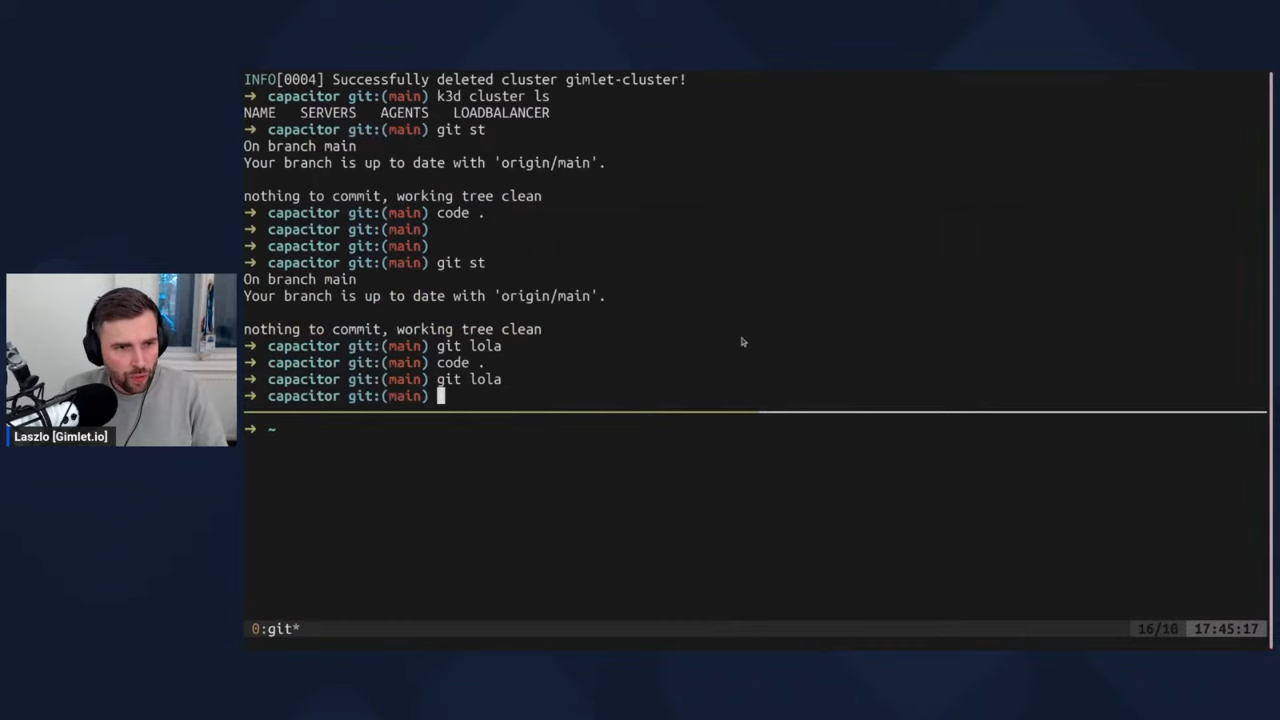 INFO[0004] Successfully deleted cluster gimlet-cluster!
→ capacitor git:(main) k3d cluster ls
NAME SERVERS AGENTS LOADBALANCER
→ capacitor git:(main) git st
On branch main
Your branch is up to date with 'origin/main'.
nothing to commit, working tree clean
→ capacitor git:(main) code .
→ capacitor git:(main)
→ capacitor git:(main)
→ capacitor git:(main) git st
On branch main
Your branch is up to date with 'origin/main'.
nothing to commit, working tree clean
→ capacitor git:(main) git lola
→ capacitor git:(main) code .
→ capacitor git:(main) git lola
→ capacitor git:(main)
→ ~
Laszlo [Gimlet.io]
0:git* 16/10 17:45:17